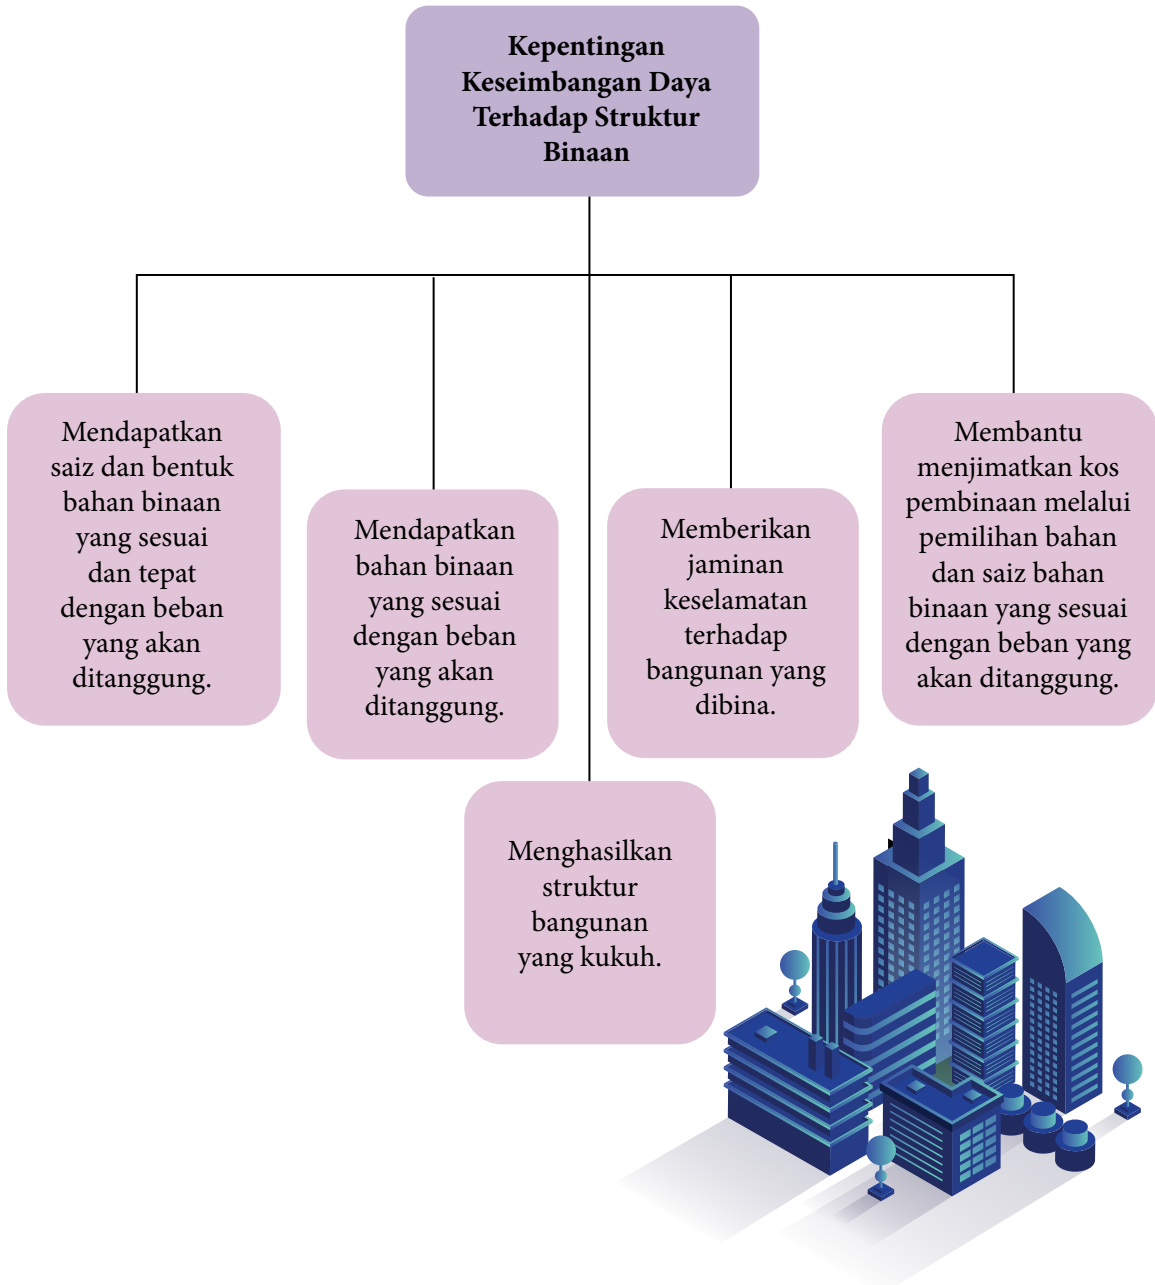 Kepentingan
Keseimbangan Daya
Terhadap Struktur
Binaan
Mendapatkan
saiz dan bentuk
bahan binaan
yang sesuai
dan tepat
dengan beban
yang akan
ditanggung.
Mendapatkan
bahan binaan
yang sesuai
dengan beban
yang akan
ditanggung.
Menghasilkan
struktur
bangunan
yang kukuh.
Memberikan
jaminan
keselamatan
terhadap
bangunan yang
dibina.
Membantu
menjimatkan kos
pembinaan melalui
pemilihan bahan
dan saiz bahan
binaan yang sesuai
dengan beban yang
akan ditanggung.